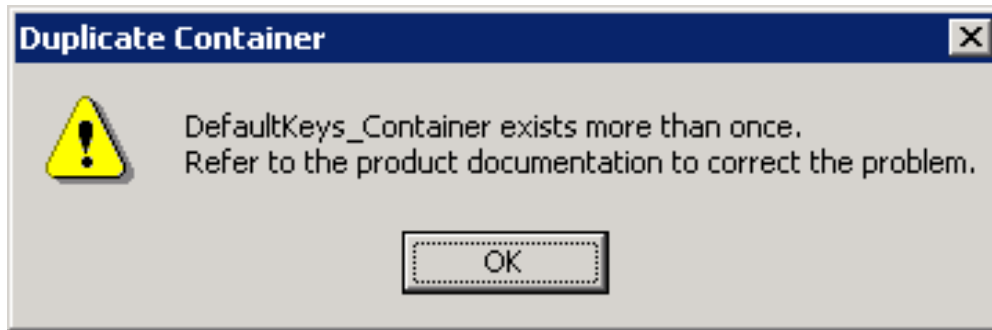 Duplicate Container
DefaultKeys_Container exists more than once.
Refer to the product documentation to correct the problem.
OK